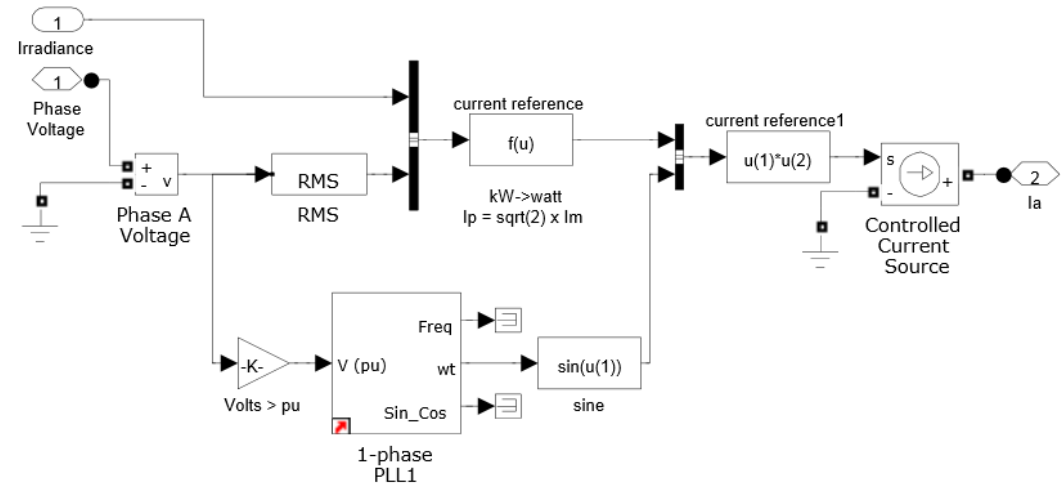 1
Irradiance
1
Phase
Voltage
+
-
v
Phase A
Voltage
RMS
RMS
current reference
f(u)
kW->watt
Ip = sqrt(2) x Im
current reference1
u(1)*u(2)
s
-
+
Controlled
Current
Source
2
Ia
-K-
Volts > pu
V (pu)
Freq
wt
Sin_Cos
1-phase
PLL1
sin(u(1))
sine